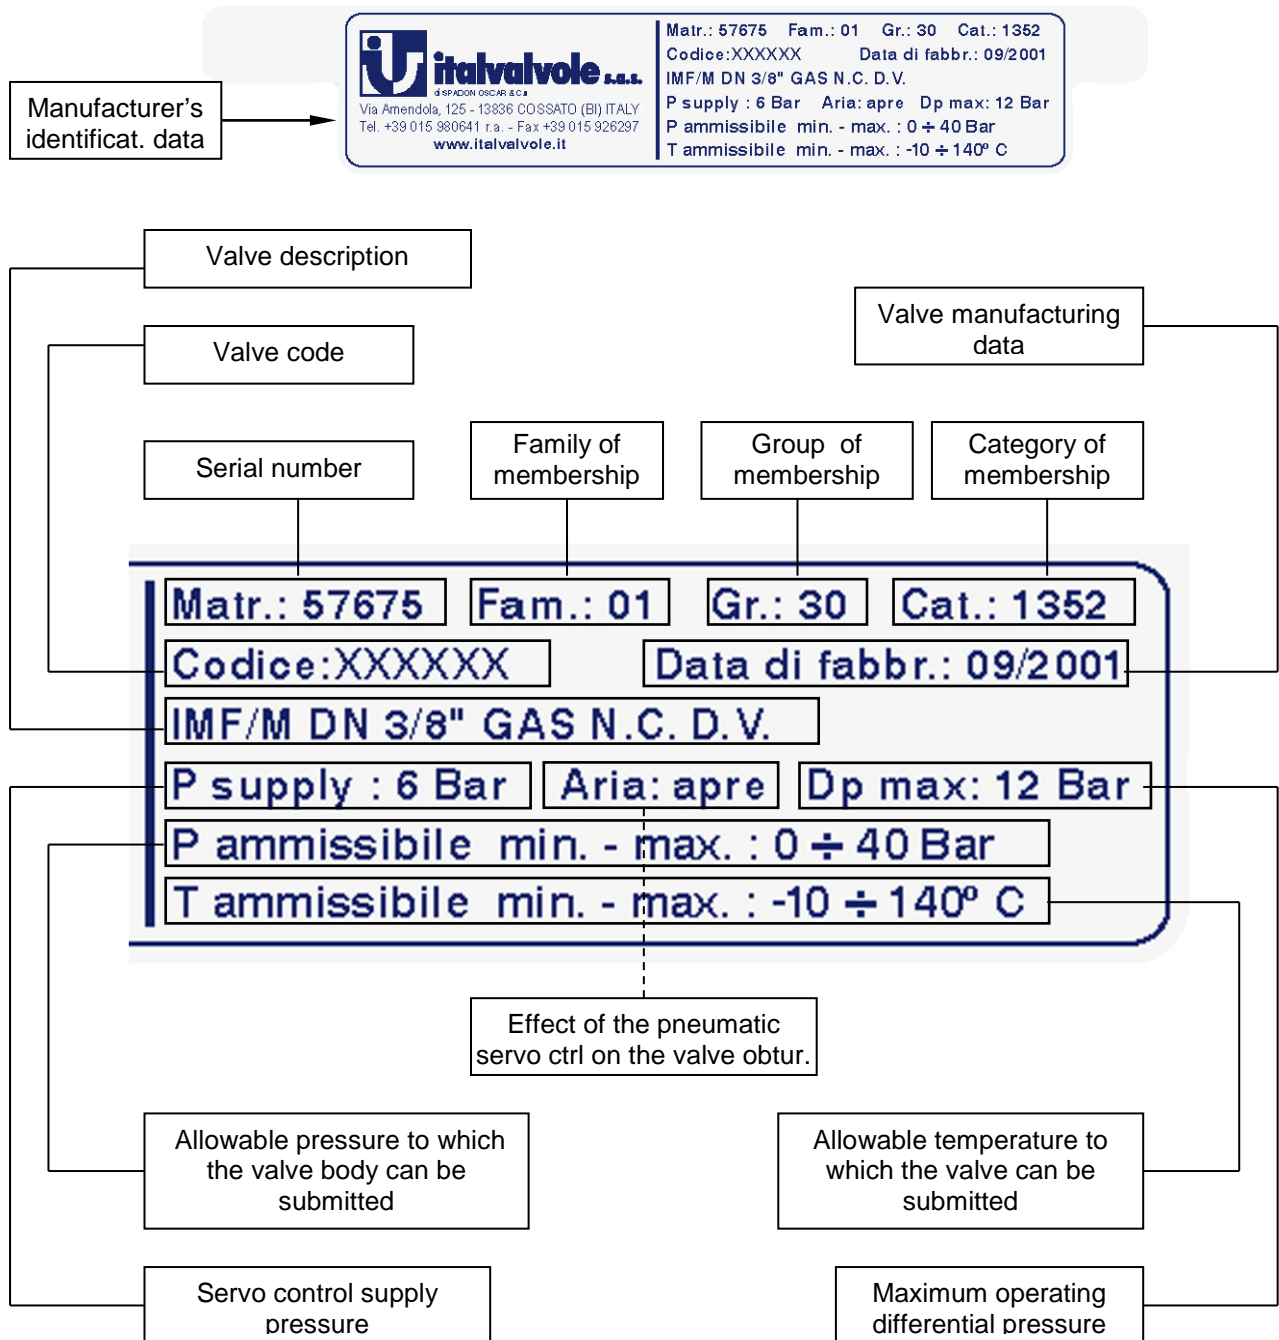 italvalvole s.a.s.
di SPADON OSCAR & C.
Via Amendola, 125 - 13836 COSSATO (BI) ITALY
Tel. +39 015 980641 r.a. - Fax +39 015 926297
www.italvalvole.it
Matr.: 57675 Fam.: 01 Gr.: 30 Cat.: 1352
Codice:XXXXXX Data di fabbr.: 09/2001
IMF/M DN 3/8" GAS N.C. D.V.
P supply : 6 Bar Aria: apre Dp max: 12 Bar
P ammissibile min. - max. : 0 ÷ 40 Bar
T ammissibile min. - max. : -10 ÷ 140º C
Manufacturer’s
identificat. data
Valve description
Valve code
Valve manufacturing
data
Serial number
Family of
membership
Group of
membership
Category of
membership
Matr.: 57675 Fam.: 01 Gr.: 30 Cat.: 1352
Codice:XXXXXX Data di fabbr.: 09/2001
IMF/M DN 3/8" GAS N.C. D.V.
P supply : 6 Bar Aria: apre Dp max: 12 Bar
P ammissibile min. - max. : 0 ÷ 40 Bar
T ammissibile min. - max. : -10 ÷ 140º C
Effect of the pneumatic
servo ctrl on the valve obtur.
Allowable pressure to which
the valve body can be
submitted
Allowable temperature to
which the valve can be
submitted
Servo control supply
pressure
Maximum operating
differential pressure